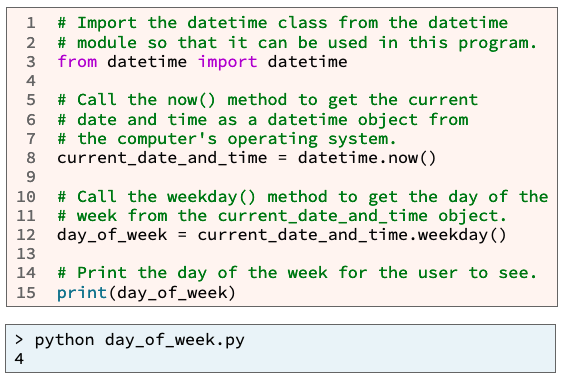 1 # Import the datetime class from the datetime
2 # module so that it can be used in this program.
3 from datetime import datetime
4
5 # Call the now() method to get the current
6 # date and time as a datetime object from
7 # the computer's operating system.
8 current_date_and_time = datetime.now()
9
10 # Call the weekday() method to get the day of the
11 # week from the current_date_and_time object.
12 day_of_week = current_date_and_time.weekday()
13
14 # Print the day of the week for the user to see.
15 print(day_of_week)
> python day_of_week.py
4